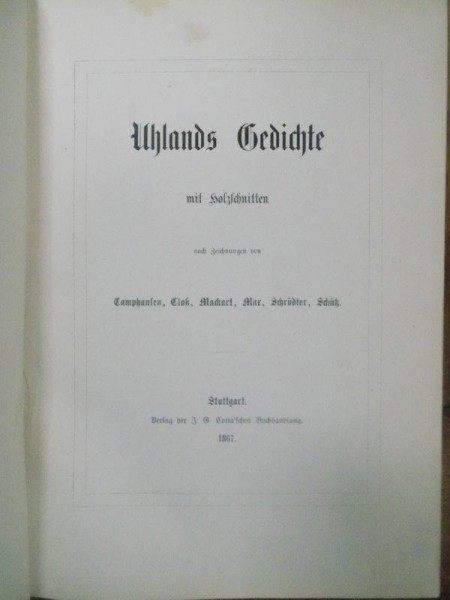 Uhlands Gedichte
mit Holzschnitten
nach Zeichnungen von
Camphausen, Cloß, Mackart, Max, Schrödter, Schütz.
Stuttgart.
Verlag der J. G. Cotta'schen Buchhandlung.
1867.